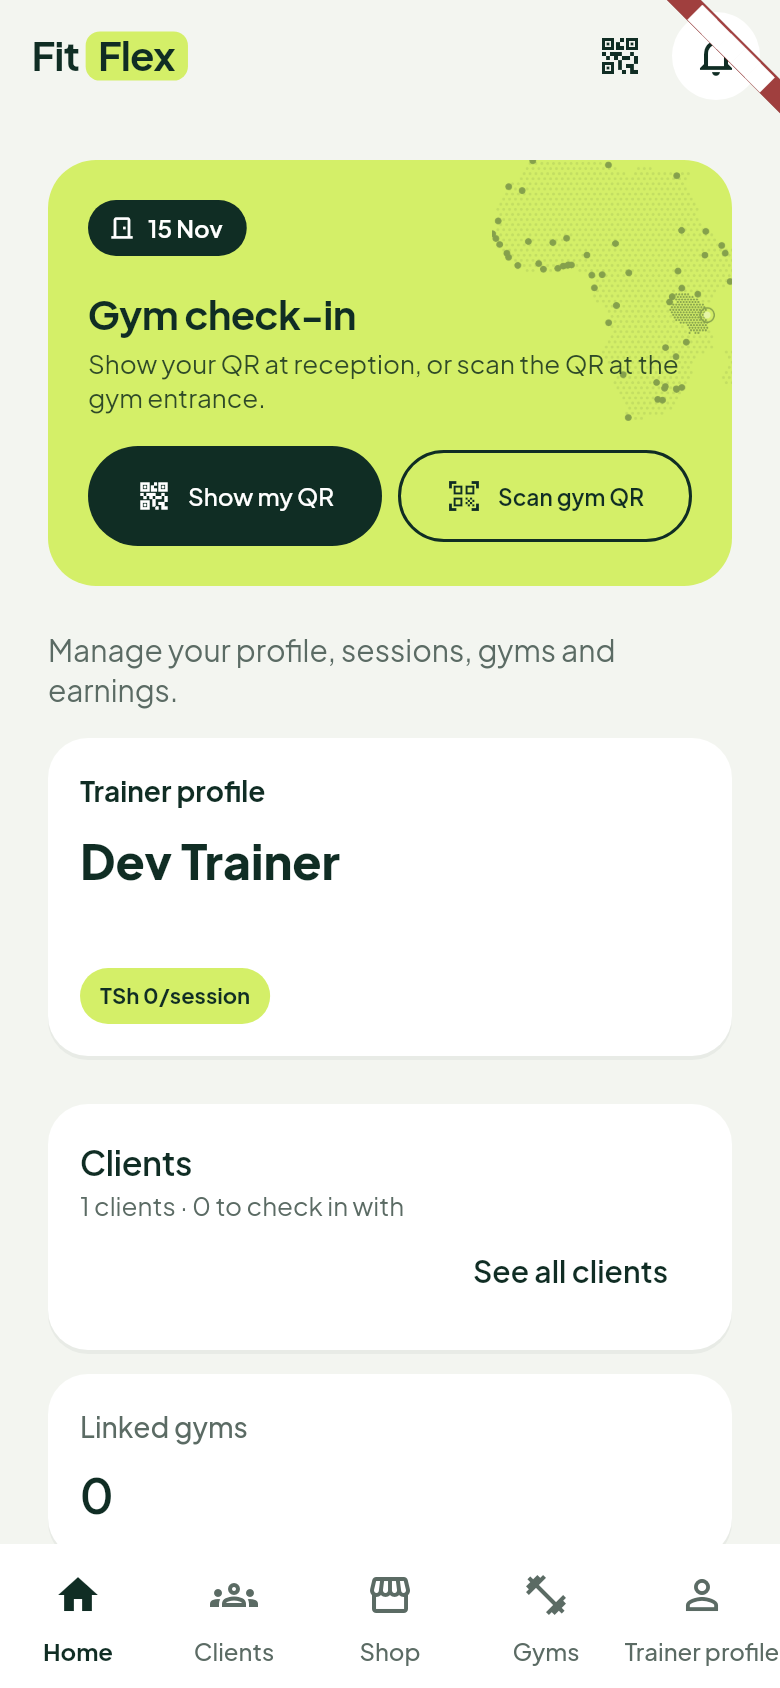 Fit Flex
15 Nov
Gym check-in
Show your QR at reception, or scan the QR at the
gym entrance.
Show my QR
Scan gym QR
Manage your profile, sessions, gyms and
earnings.
Trainer profile
Dev Trainer
TSh 0/session
Clients
1 clients · 0 to check in with
See all clients
Linked gyms
0
Home
Clients
Shop
Gyms
Trainer profile